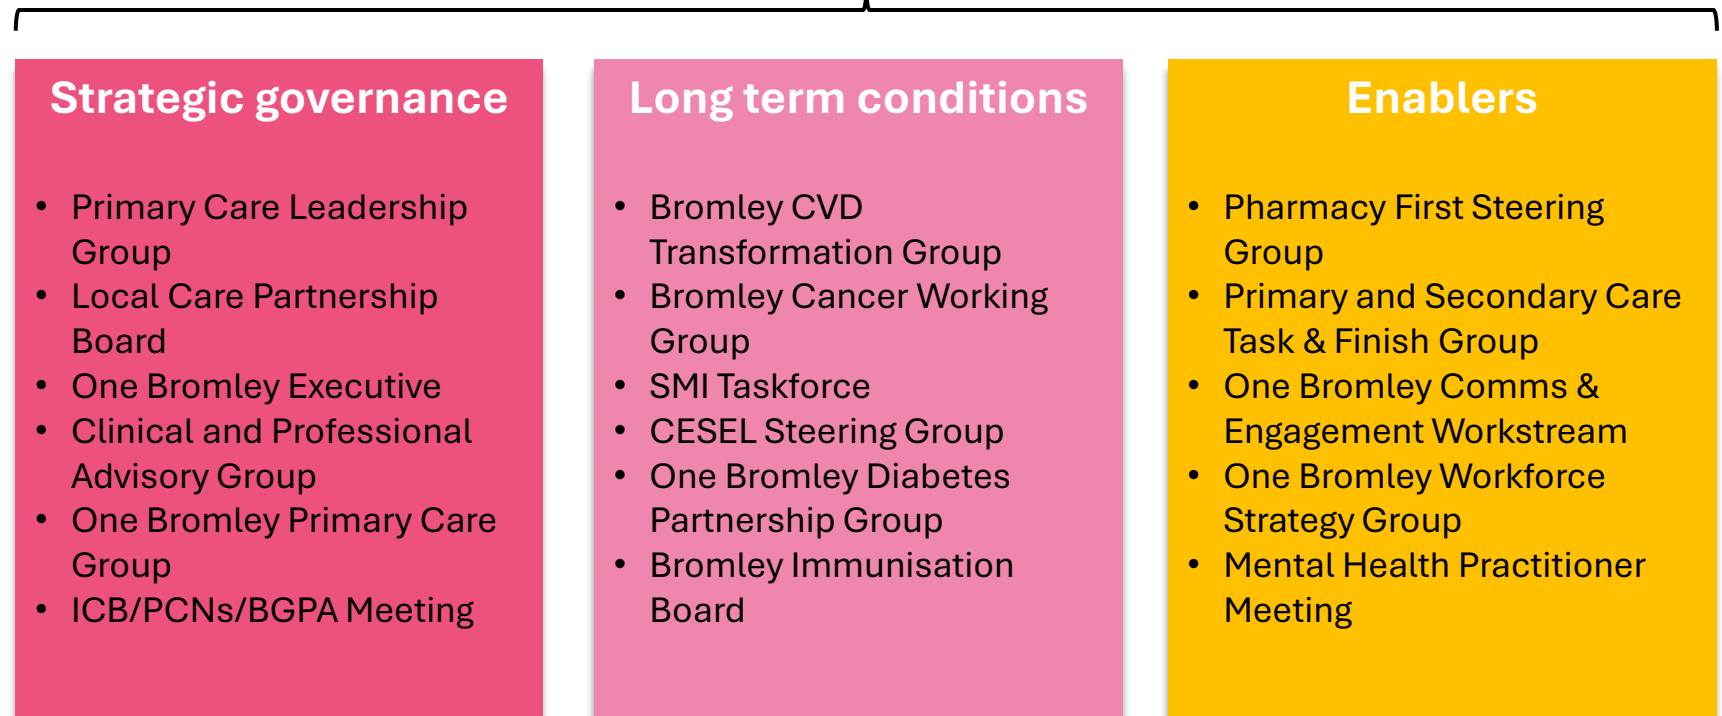 Strategic governance
• Primary Care Leadership
Group
• Local Care Partnership
Board
• One Bromley Executive
• Clinical and Professional
Advisory Group
• One Bromley Primary Care
Group
• ICB/PCNs/BGPA Meeting
Long term conditions
• Bromley CVD
Transformation Group
• Bromley Cancer Working
Group
• SMI Taskforce
• CESEL Steering Group
• One Bromley Diabetes
Partnership Group
• Bromley Immunisation
Board
Enablers
• Pharmacy First Steering
Group
• Primary and Secondary Care
Task & Finish Group
• One Bromley Comms &
Engagement Workstream
• One Bromley Workforce
Strategy Group
• Mental Health Practitioner
Meeting